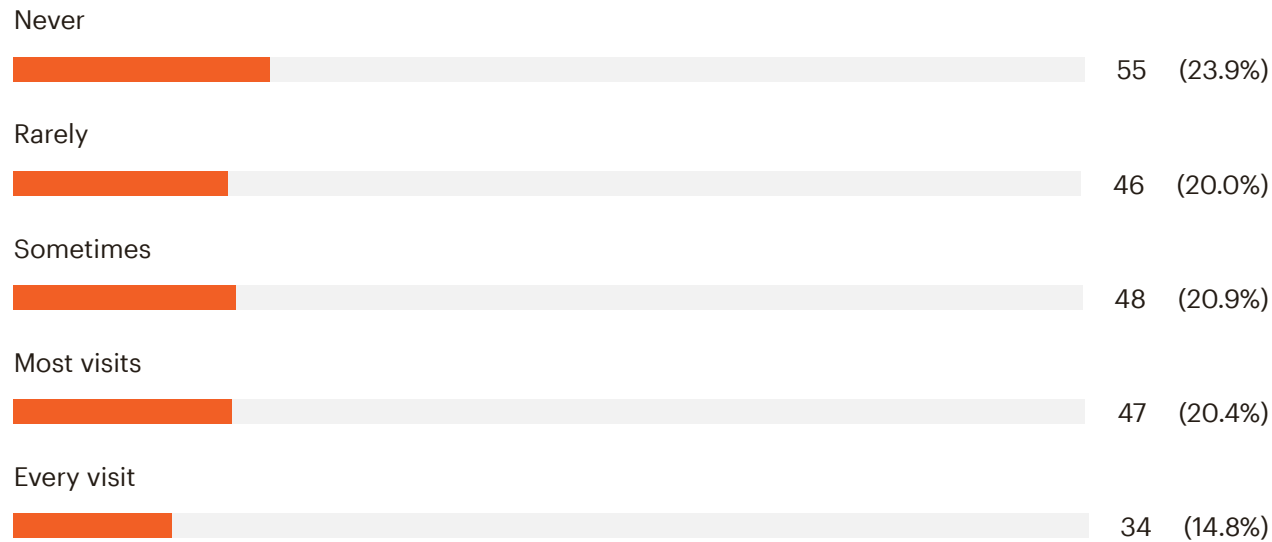 Never
55 (23.9%)
Rarely
46 (20.0%)
Sometimes
48 (20.9%)
Most visits
47 (20.4%)
Every visit
34 (14.8%)